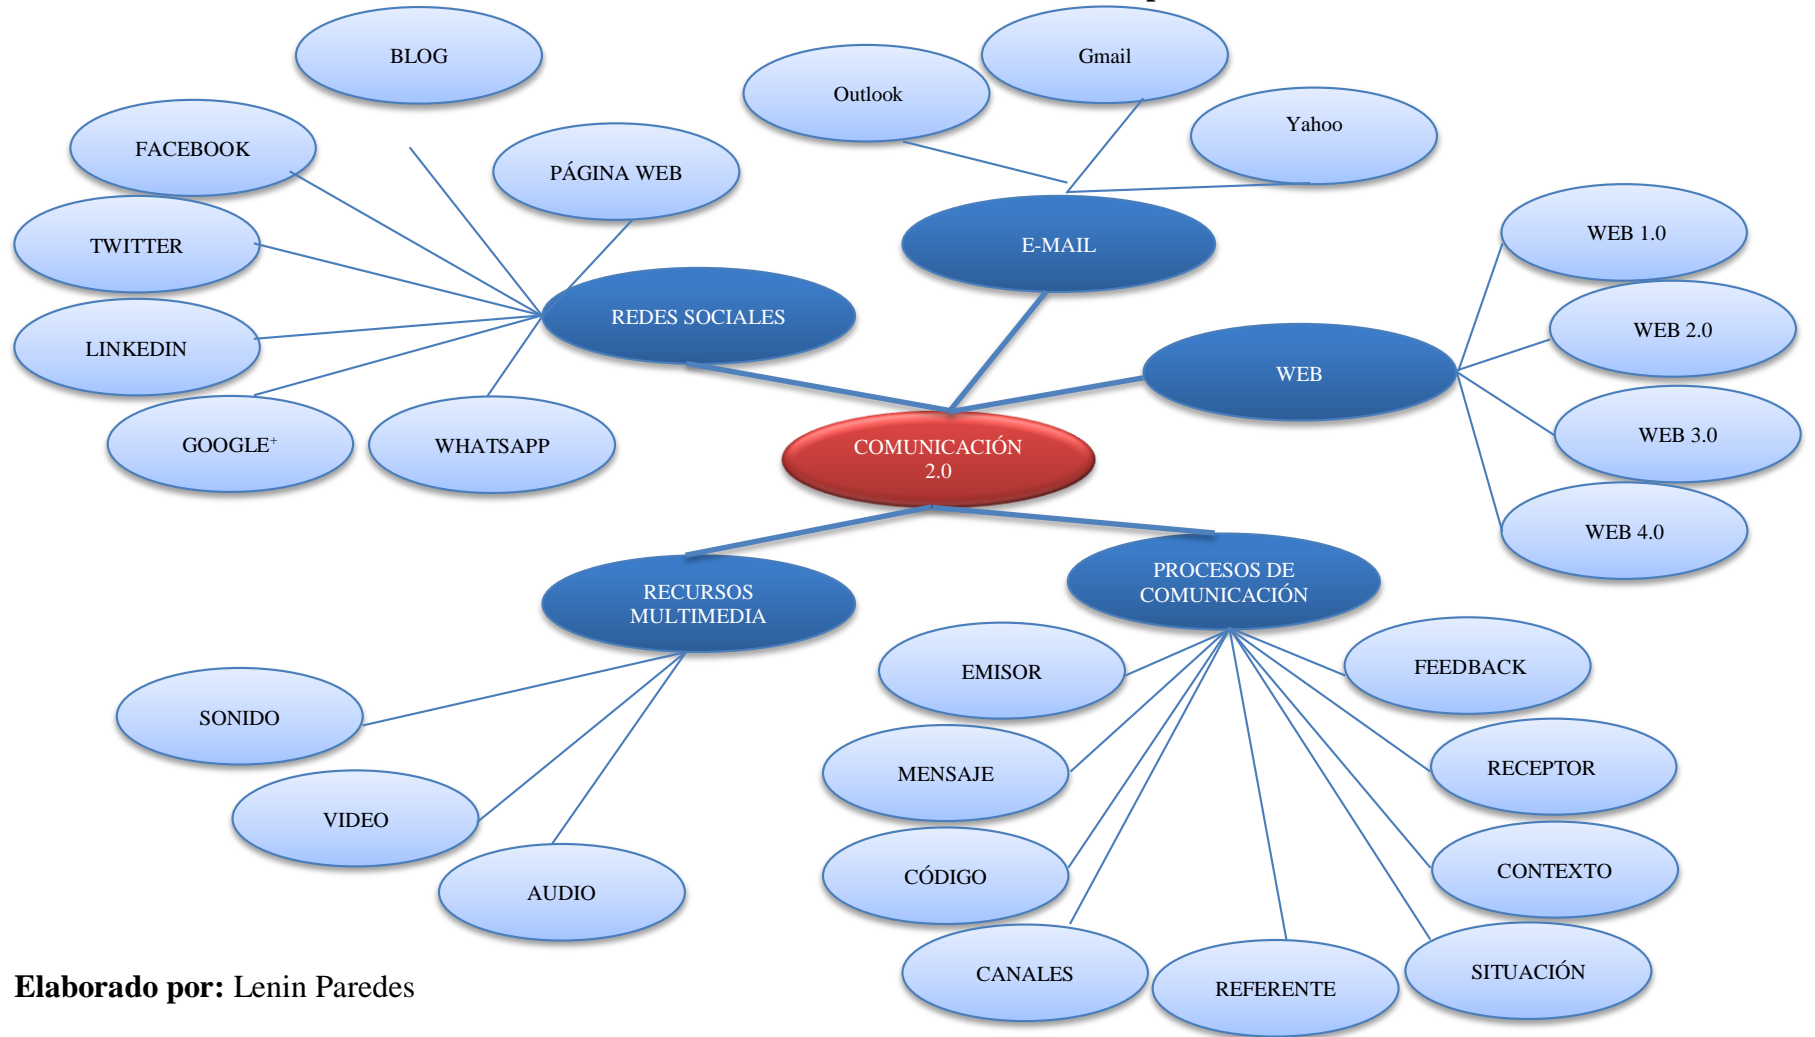 BLOG
Gmail
Outlook
Yahoo
FACEBOOK
PÁGINA WEB
TWITTER
E-MAIL
WEB 1.0
REDES SOCIALES
WEB 2.0
LINKEDIN
WEB
GOOGLE+
WHATSAPP
COMUNICACIÓN
2.0
WEB 3.0
WEB 4.0
RECURSOS
MULTIMEDIA
PROCESOS DE
COMUNICACIÓN
EMISOR
FEEDBACK
SONIDO
MENSAJE
RECEPTOR
VIDEO
CÓDIGO
CONTEXTO
AUDIO
CANALES
REFERENTE
SITUACIÓN
Elaborado por: Lenin Paredes